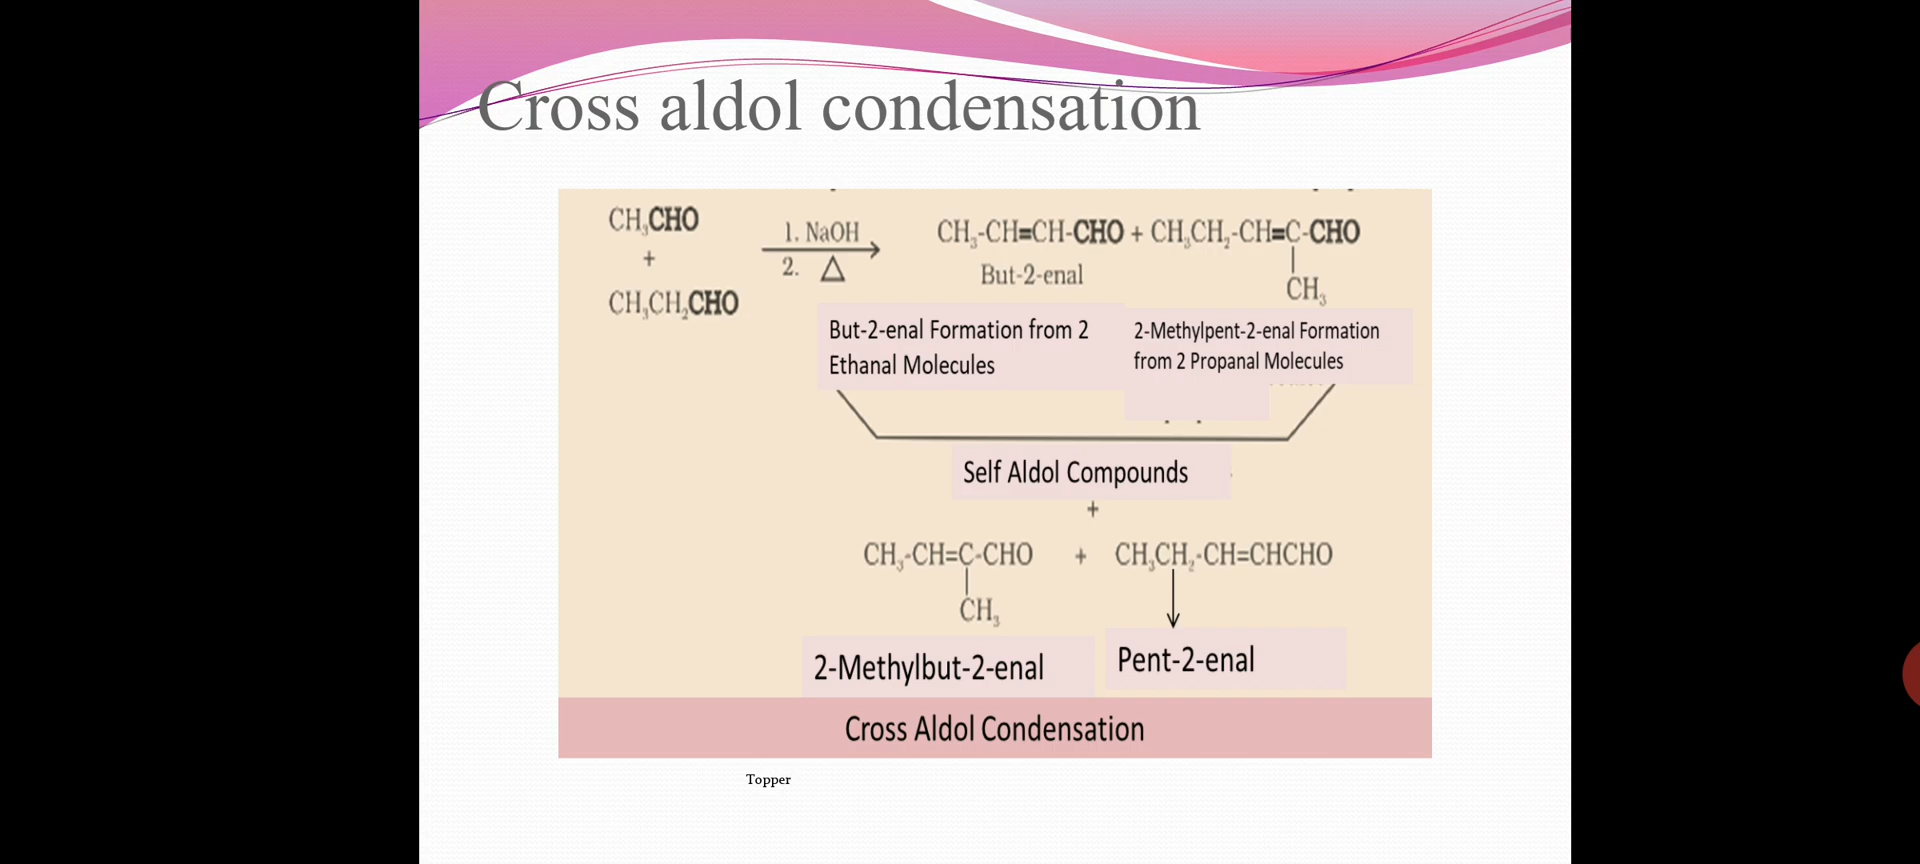 Cross aldol condensation
CH₃CHO
+
CH₃CH₂CHO
1. NaOH
2. △
CH₃-CH=CH-CHO + CH₃CH₂-CH=C-CHO
|
CH₃
But-2-enal
But-2-enal Formation from 2
Ethanal Molecules
2-Methylpent-2-enal Formation
from 2 Propanal Molecules
Self Aldol Compounds
+
CH₃-CH=C-CHO + CH₃CH₂-CH=CHCHO
|
CH₃
2-Methylbut-2-enal
Pent-2-enal
Cross Aldol Condensation
Topper